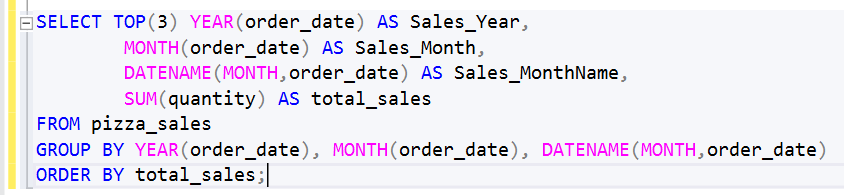 SELECT TOP(3) YEAR(order_date) AS Sales_Year,
MONTH(order_date) AS Sales_Month,
DATENAME(MONTH,order_date) AS Sales_MonthName,
SUM(quantity) AS total_sales
FROM pizza_sales
GROUP BY YEAR(order_date), MONTH(order_date), DATENAME(MONTH,order_date)
ORDER BY total_sales;